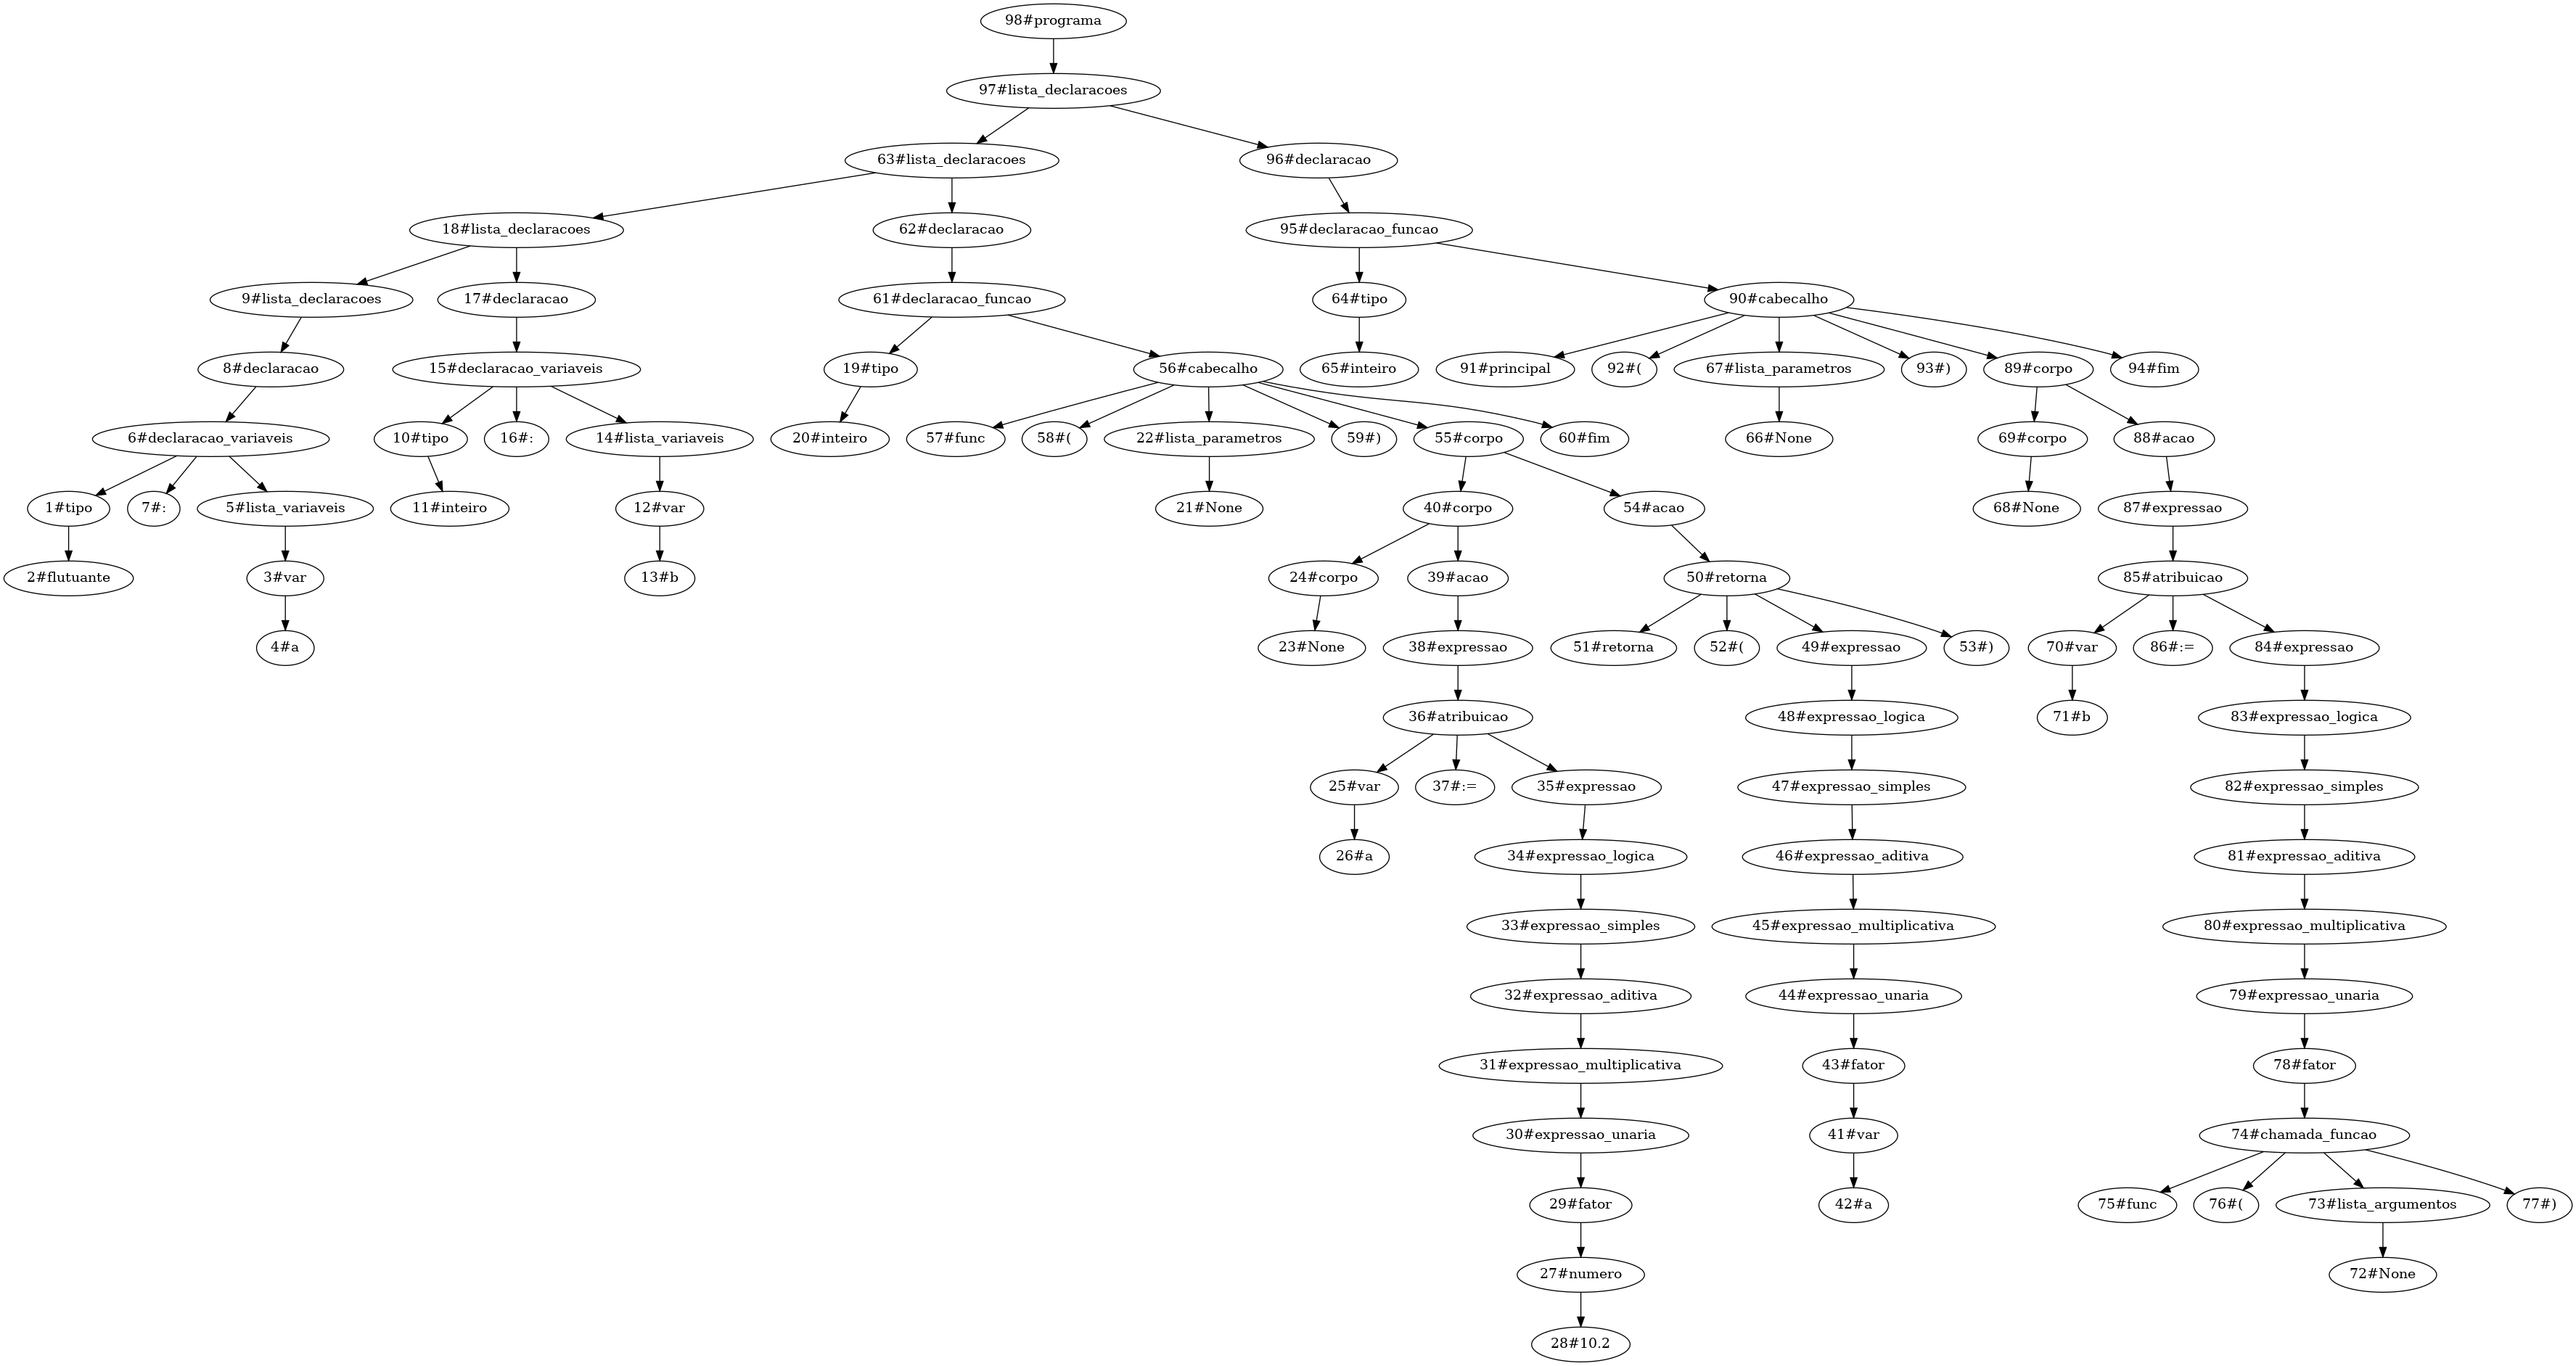 98#programa
97#lista_declaracoes
63#lista_declaracoes
96#declaracao
18#lista_declaracoes
62#declaracao
95#declaracao_funcao
9#lista_declaracoes
17#declaracao
61#declaracao_funcao
64#tipo
90#cabecalho
8#declaracao
15#declaracao_variaveis
19#tipo
56#cabecalho
65#inteiro
91#principal
92#(
67#lista_parametros
93#)
89#corpo
94#fim
6#declaracao_variaveis
10#tipo
16#:
14#lista_variaveis
20#inteiro
57#func
58#(
22#lista_parametros
59#)
55#corpo
60#fim
66#None
69#corpo
88#acao
1#tipo
7#:
5#lista_variaveis
11#inteiro
12#var
21#None
40#corpo
54#acao
68#None
87#expressao
2#flutuante
3#var
13#b
24#corpo
39#acao
50#retorna
85#atribuicao
4#a
23#None
38#expressao
51#retorna
52#(
49#expressao
53#)
70#var
86#:=
84#expressao
36#atribuicao
48#expressao_logica
71#b
83#expressao_logica
25#var
37#:=
35#expressao
47#expressao_simples
82#expressao_simples
26#a
34#expressao_logica
46#expressao_aditiva
81#expressao_aditiva
33#expressao_simples
45#expressao_multiplicativa
80#expressao_multiplicativa
32#expressao_aditiva
44#expressao_unaria
79#expressao_unaria
31#expressao_multiplicativa
43#fator
78#fator
30#expressao_unaria
41#var
74#chamada_funcao
29#fator
42#a
75#func
76#(
73#lista_argumentos
77#)
27#numero
72#None
28#10.2